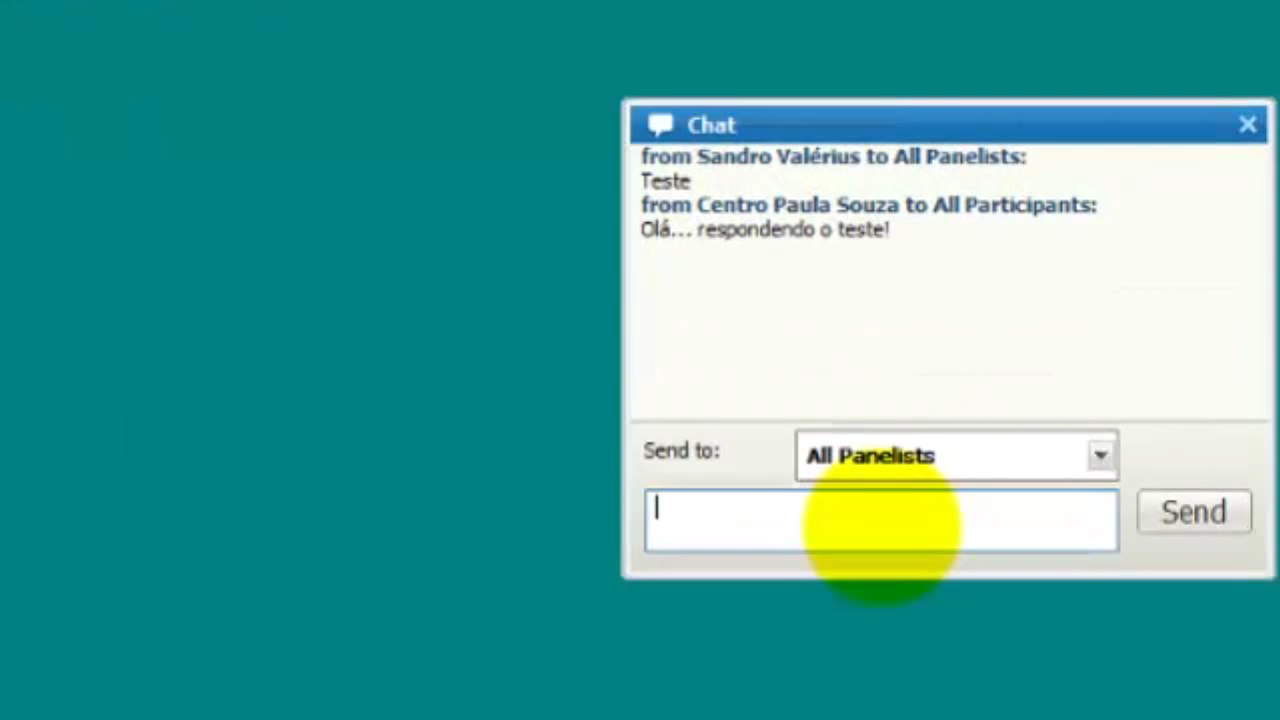 Chat
from Sandro Valérius to All Panelists:
Teste
from Centro Paula Souza to All Participants:
Olá... respondendo o teste!
Send to:
All Panelists
Send